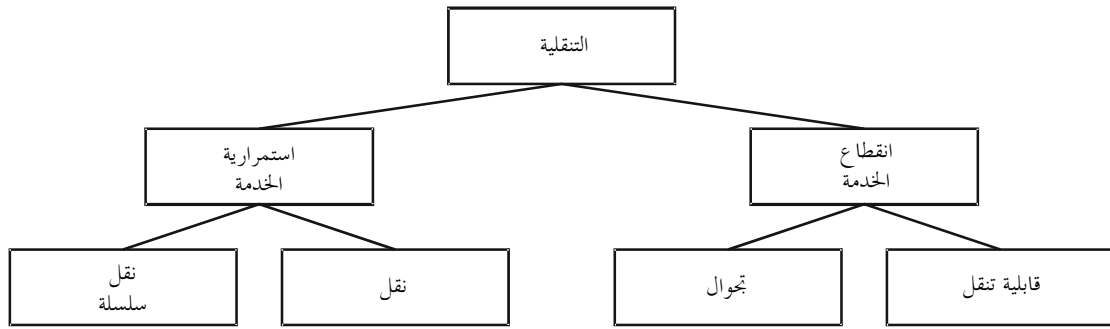 التنقلية
انقطاع
الخدمة
استمرارية
الخدمة
قابلية تنقل
تجوال
نقل
نقل
سلسلة